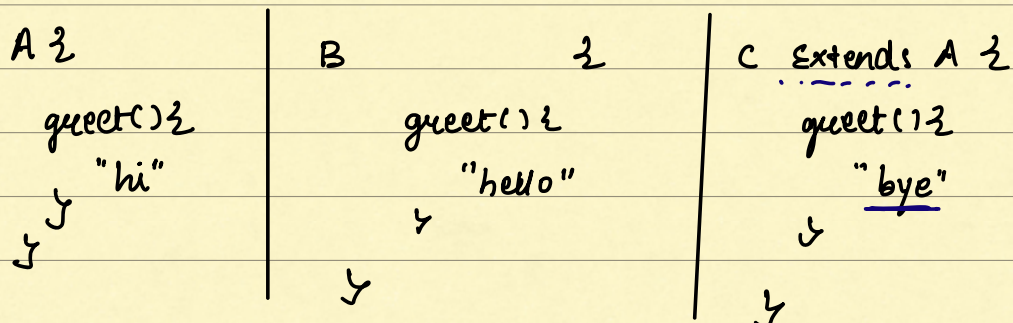 A {
greet() {
"hi"
}
}
B {
greet() {
"hello"
}
}
C Extends A {
greet() {
"bye"
}
}